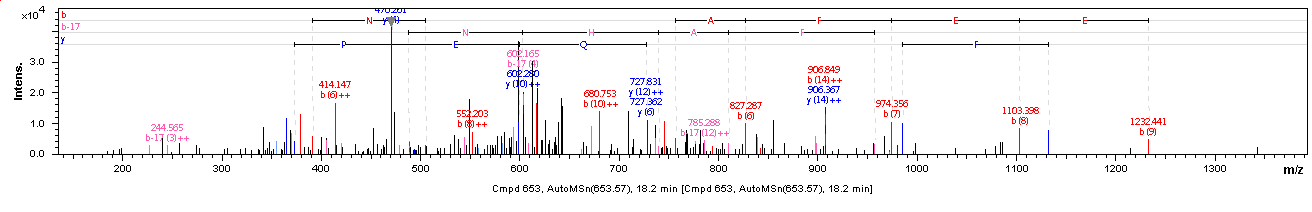 ×10⁴
b
b-17
y
N
A
F
E
E
N
H
A
F
P
E
Q
F
470.261
602.165
b-17 (9)
602.280
y (10)++
414.147
b (6)++
552.203
b (8)++
680.753
b (10)++
727.831
y (12)++
727.362
y (6)
785.288
b-17 (12)++
827.287
b (6)
906.849
b (14)++
906.367
y (14)++
974.356
b (7)
1103.398
b (8)
1232.441
b (9)
244.565
b-17 (3)++
Intens.
3.0
2.0
1.0
0.0
200 300 400 500 600 700 800 900 1000 1100 1200 1300 m/z
Cmpd 653, AutoMSn(653.57), 18.2 min [Cmpd 653, AutoMSn(653.57), 18.2 min]